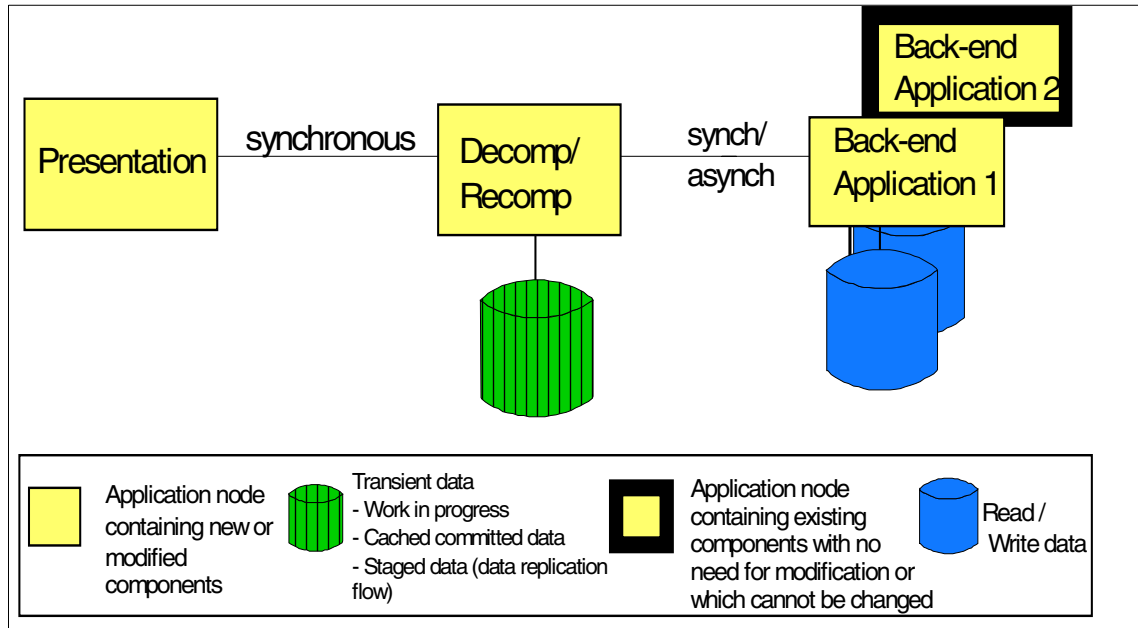 Presentation
synchronous
Decomp/
Recomp
synch/
asynch
Back-end
Application 2
Back-end
Application 1
Application node
containing new or
modified
components
Transient data
- Work in progress
- Cached committed data
- Staged data (data replication
flow)
Application node
containing existing
components with no
need for modification or
which cannot be changed
Read /
Write data